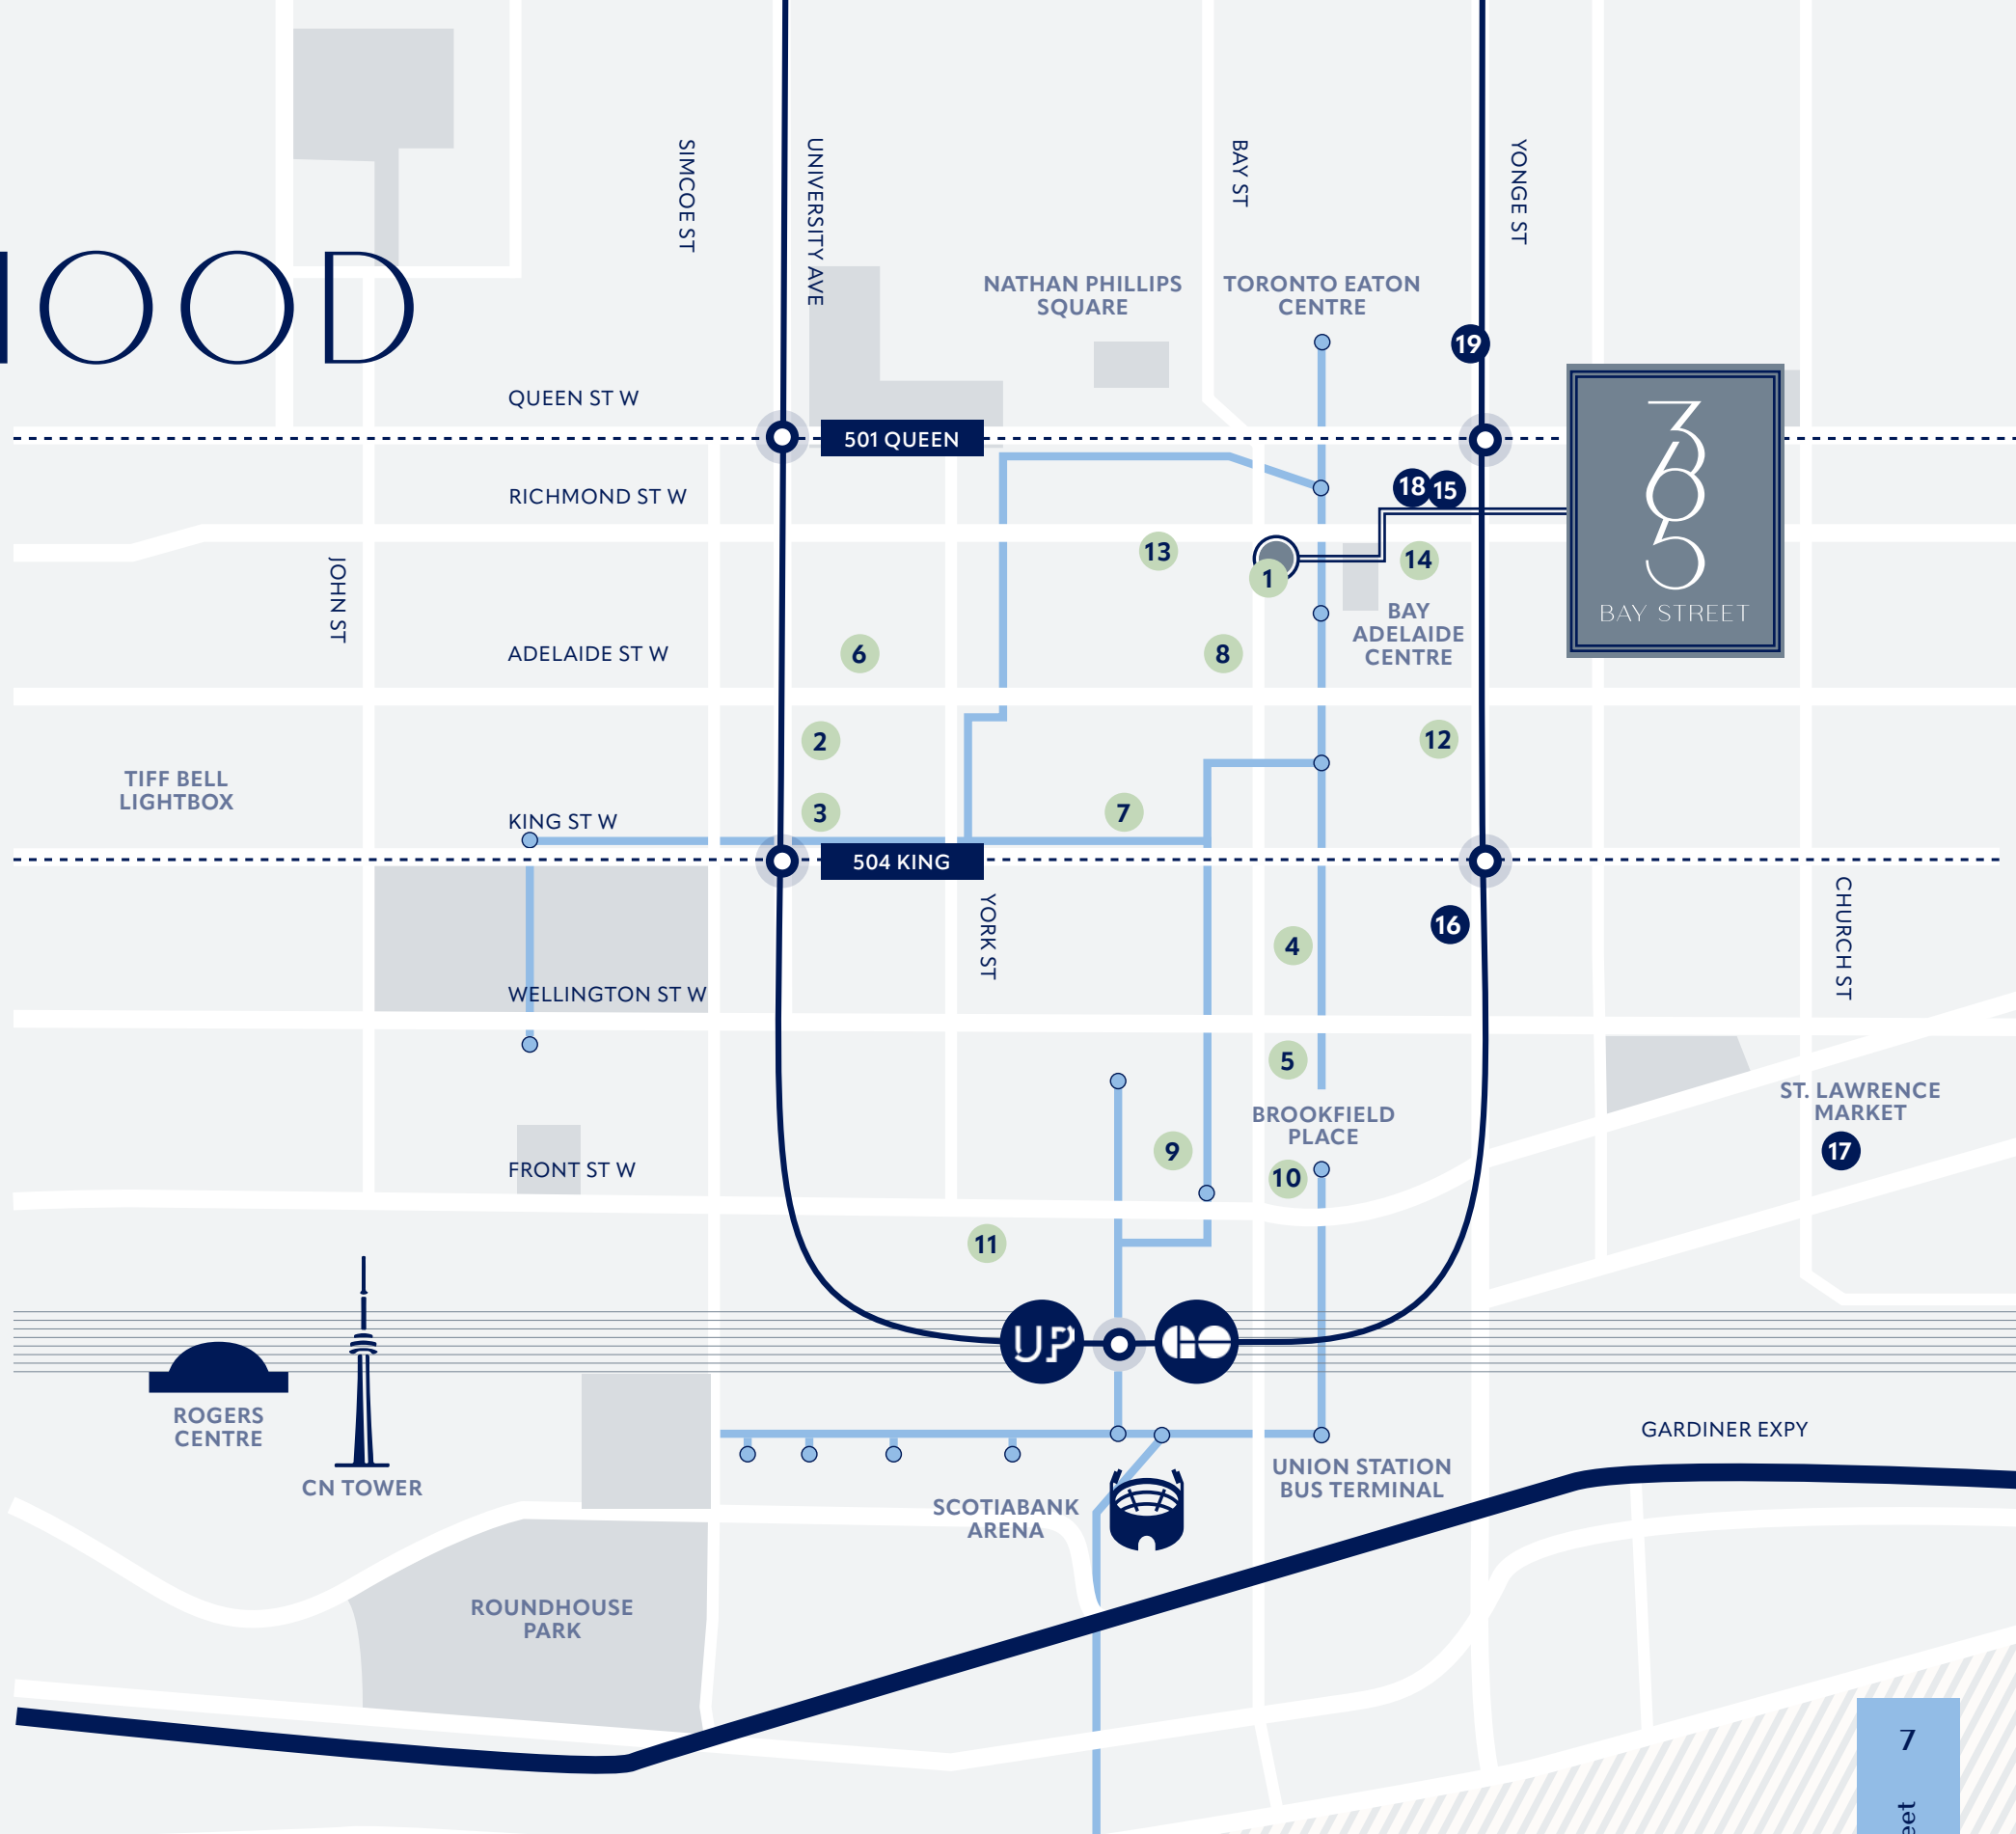 SIMCOE ST
UNIVERSITY AVE
BAY ST
YONGE ST
OOD
NATHAN PHILLIPS
SQUARE
TORONTO EATON
CENTRE
19
QUEEN ST W
501 QUEEN
365
BAY STREET
RICHMOND ST W
18
15
13
1
14
JOHN ST
BAY
ADELAIDE
CENTRE
ADELAIDE ST W
6
8
2
12
TIFF BELL
LIGHTBOX
3
7
KING ST W
504 KING
YORK ST
CHURCH ST
16
4
WELLINGTON ST W
5
ST. LAWRENCE
MARKET
BROOKFIELD
PLACE
9
17
FRONT ST W
10
11
UP
GO
ROGERS
CENTRE
CN TOWER
GARDINER EXPY
UNION STATION
BUS TERMINAL
SCOTIABANK
ARENA
ROUNDHOUSE
PARK
7
eet